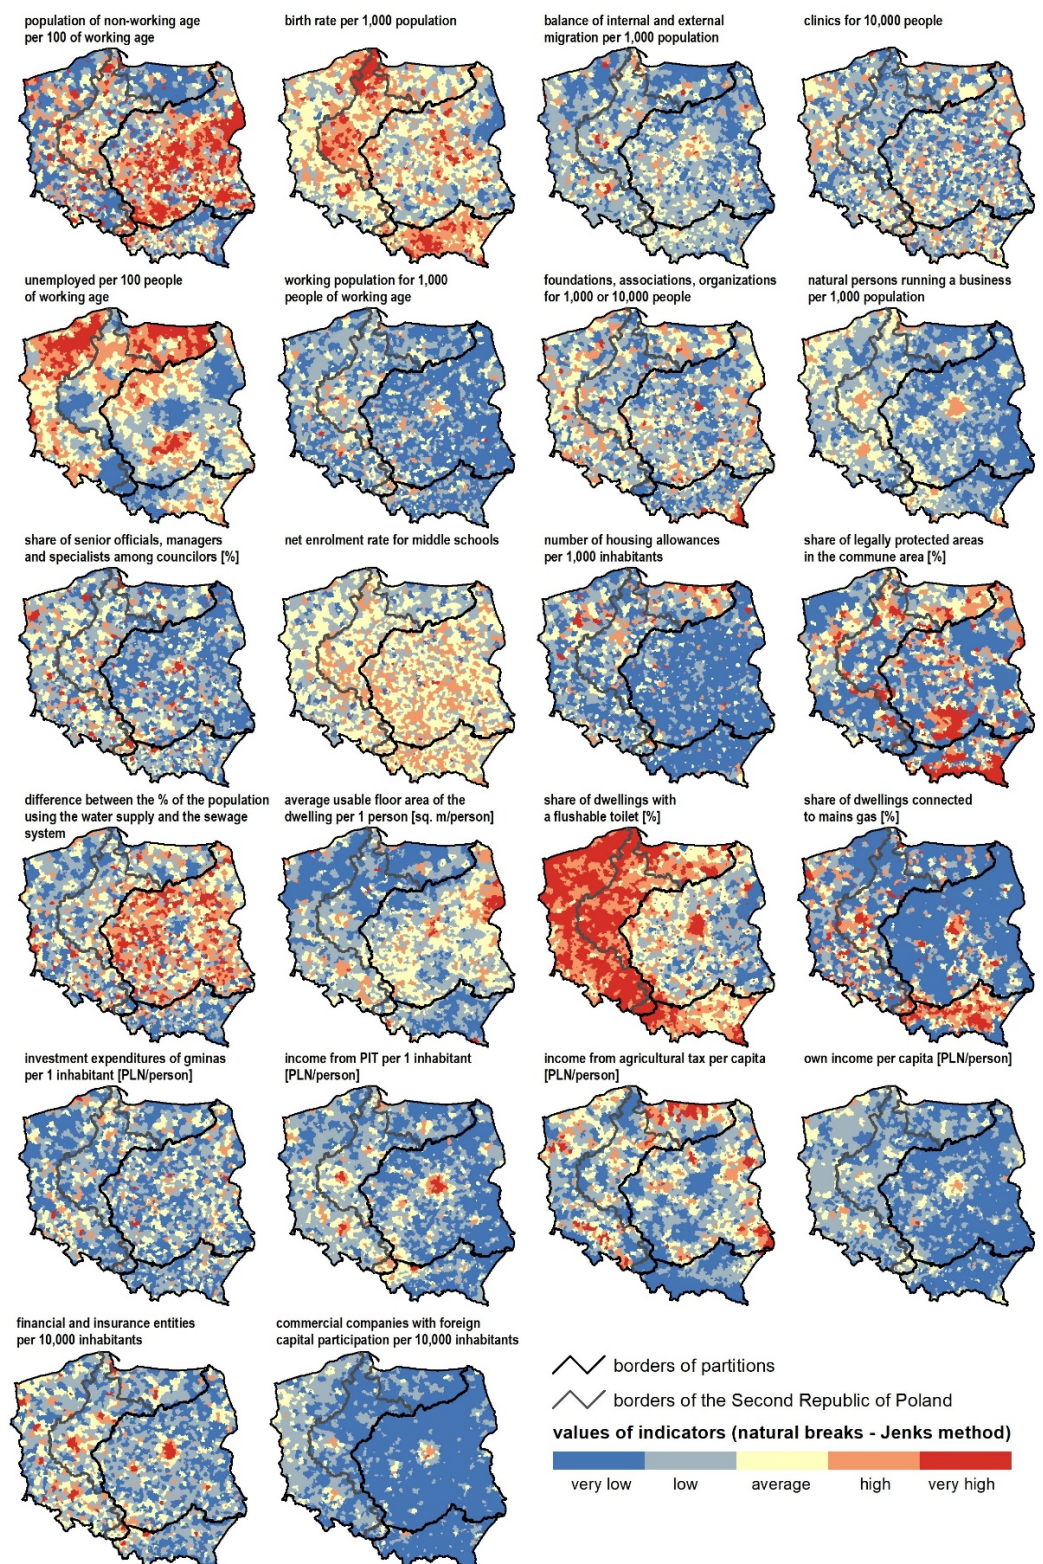 population of non-working age
per 100 of working age
birth rate per 1,000 population
balance of internal and external
migration per 1,000 population
clinics for 10,000 people
unemployed per 100 people
of working age
working population for 1,000
people of working age
foundations, associations, organizations
for 1,000 or 10,000 people
natural persons running a business
per 1,000 population
share of senior officials, managers
and specialists among councilors [%]
net enrolment rate for middle schools
number of housing allowances
per 1,000 inhabitants
share of legally protected areas
in the commune area [%]
difference between the % of the population
using the water supply and the sewage
system
average usable floor area of the
dwelling per 1 person [sq. m/person]
share of dwellings with
a flushable toilet [%]
share of dwellings connected
to mains gas [%]
investment expenditures of gminas
per 1 inhabitant [PLN/person]
income from PIT per 1 inhabitant
[PLN/person]
income from agricultural tax per capita
[PLN/person]
own income per capita [PLN/person]
financial and insurance entities
per 10,000 inhabitants
commercial companies with foreign
capital participation per 10,000 inhabitants
borders of partitions
borders of the Second Republic of Poland
values of indicators (natural breaks - Jenks method)
very low low average high very high